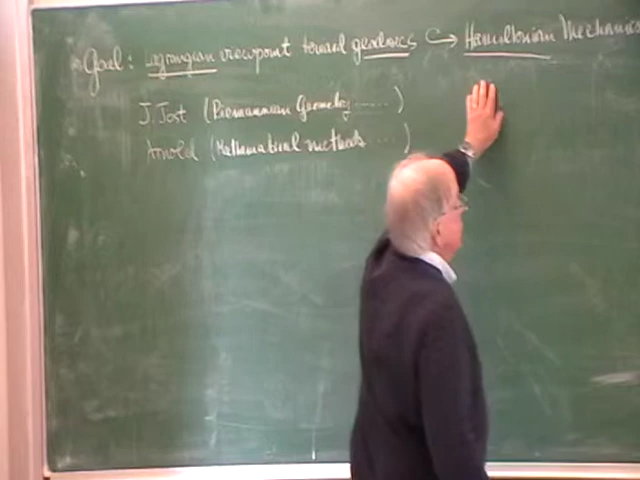 Goal: Lagrangian viewpoint toward geodesics ↪ Hamiltonian Mechanics
J. Jost (Riemannian Geometry ......)
Arnold (Mathematical methods ...)